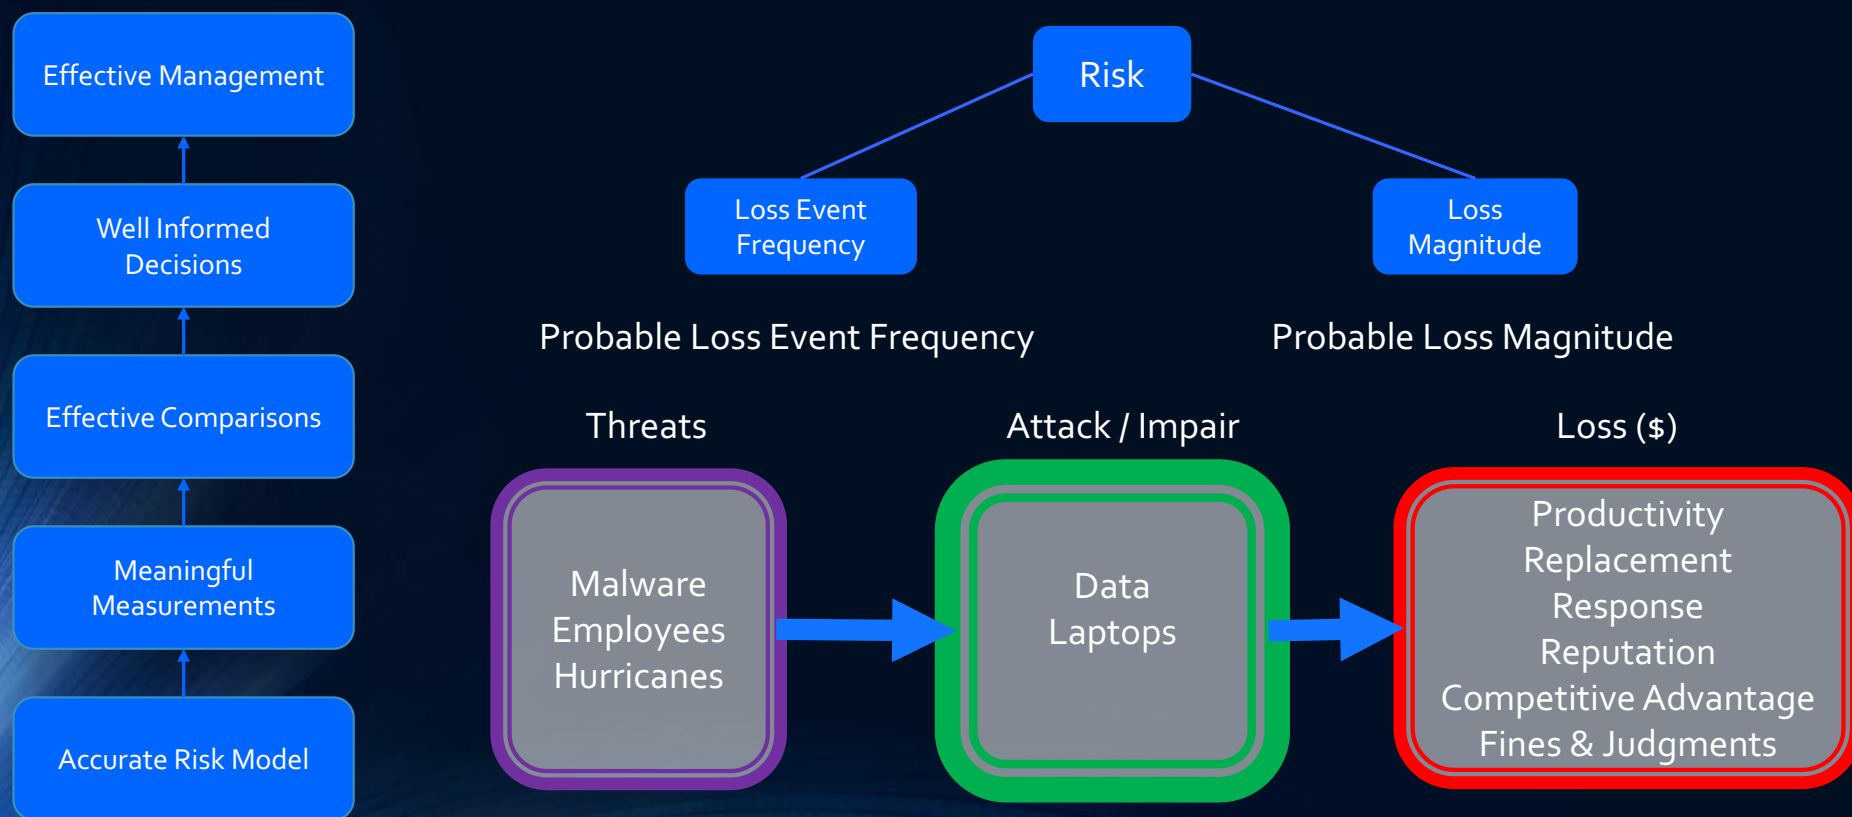 Effective Management
Well Informed
Decisions
Effective Comparisons
Meaningful
Measurements
Accurate Risk Model
Risk
Loss Event
Frequency
Loss
Magnitude
Probable Loss Event Frequency
Probable Loss Magnitude
Threats
Attack / Impair
Loss ($)
Malware
Employees
Hurricanes
Data
Laptops
Productivity
Replacement
Response
Reputation
Competitive Advantage
Fines & Judgments